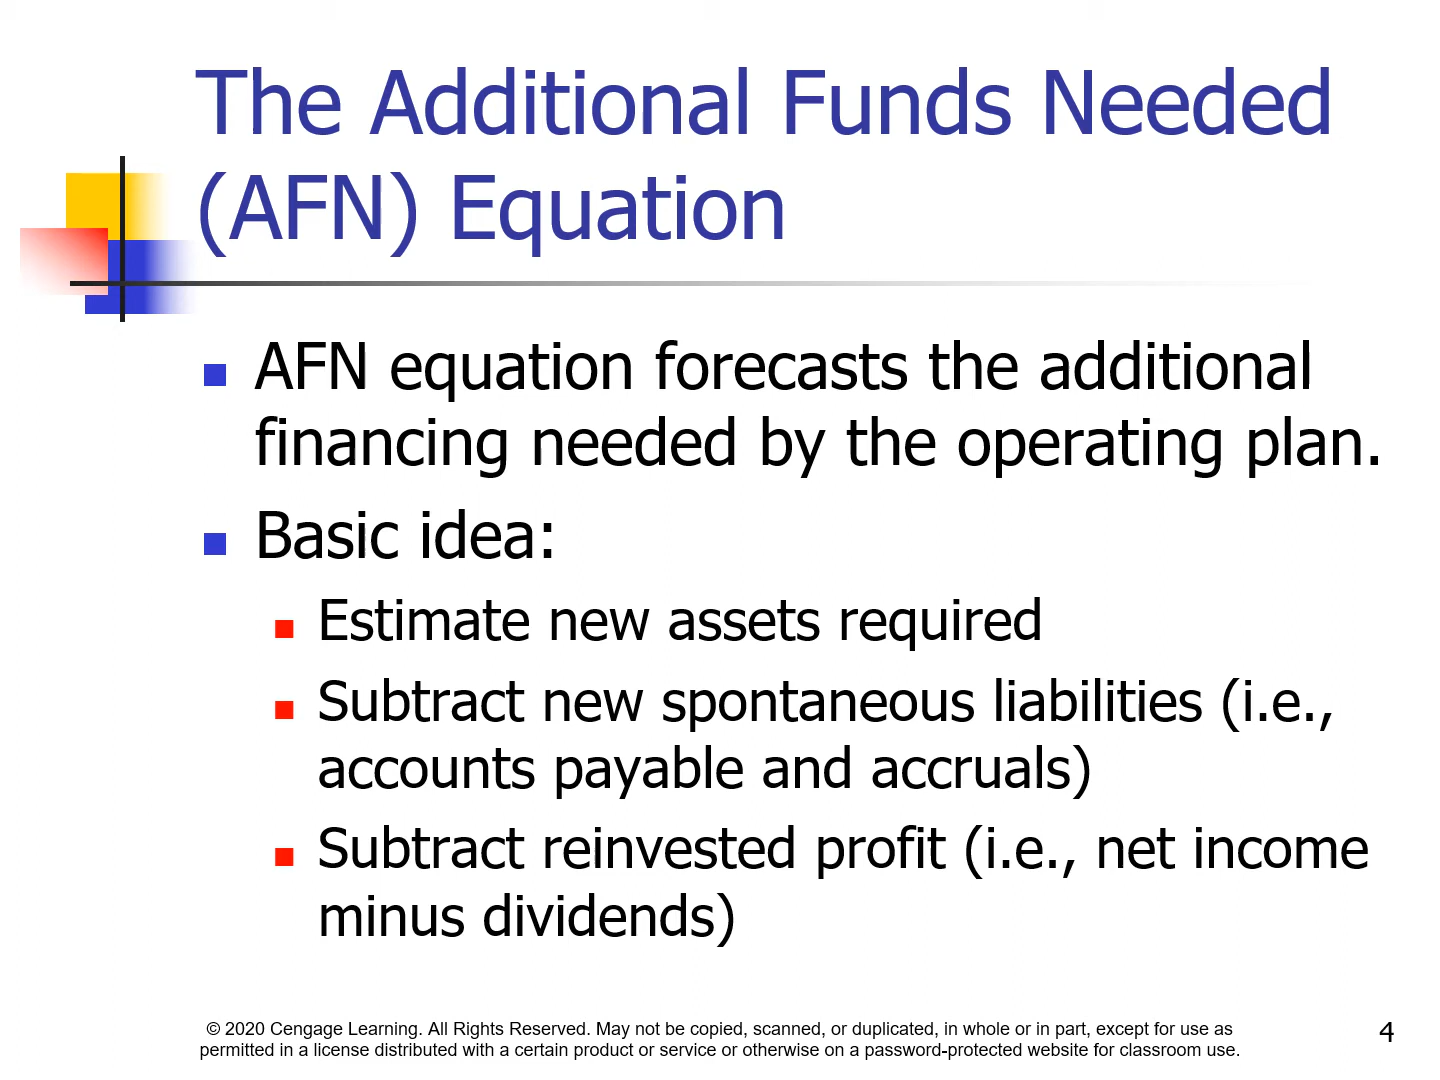 The Additional Funds Needed
(AFN) Equation
AFN equation forecasts the additional
financing needed by the operating plan.
Basic idea:
Estimate new assets required
Subtract new spontaneous liabilities (i.e.,
accounts payable and accruals)
Subtract reinvested profit (i.e., net income
minus dividends)
© 2020 Cengage Learning. All Rights Reserved. May not be copied, scanned, or duplicated, in whole or in part, except for use as
permitted in a license distributed with a certain product or service or otherwise on a password-protected website for classroom use.
4